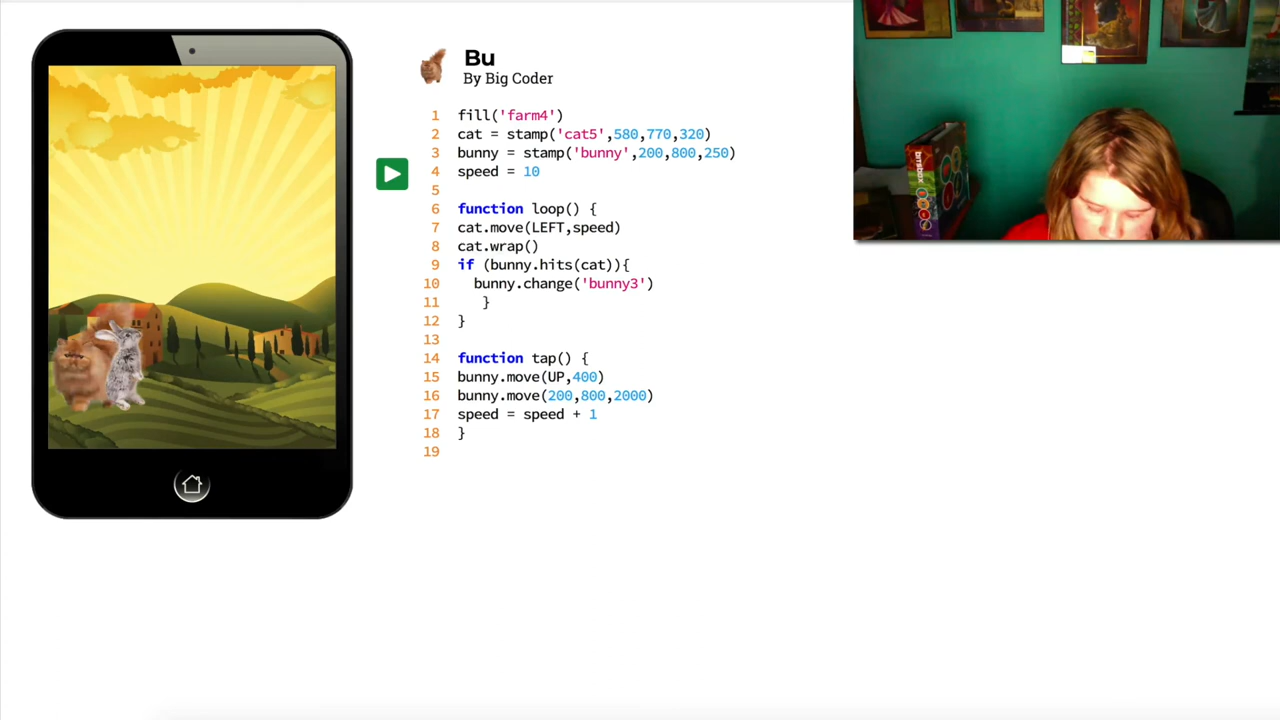 Bu
By Big Coder
1 fill('farm4')
2 cat = stamp('cat5',580,770,320)
3 bunny = stamp('bunny',200,800,250)
4 speed = 10
5
6 function loop() {
7 cat.move(LEFT,speed)
8 cat.wrap()
9 if (bunny.hits(cat)){
10 bunny.change('bunny3')
11 }
12 }
13
14 function tap() {
15 bunny.move(UP,400)
16 bunny.move(200,800,2000)
17 speed = speed + 1
18 }
19
bitsbox